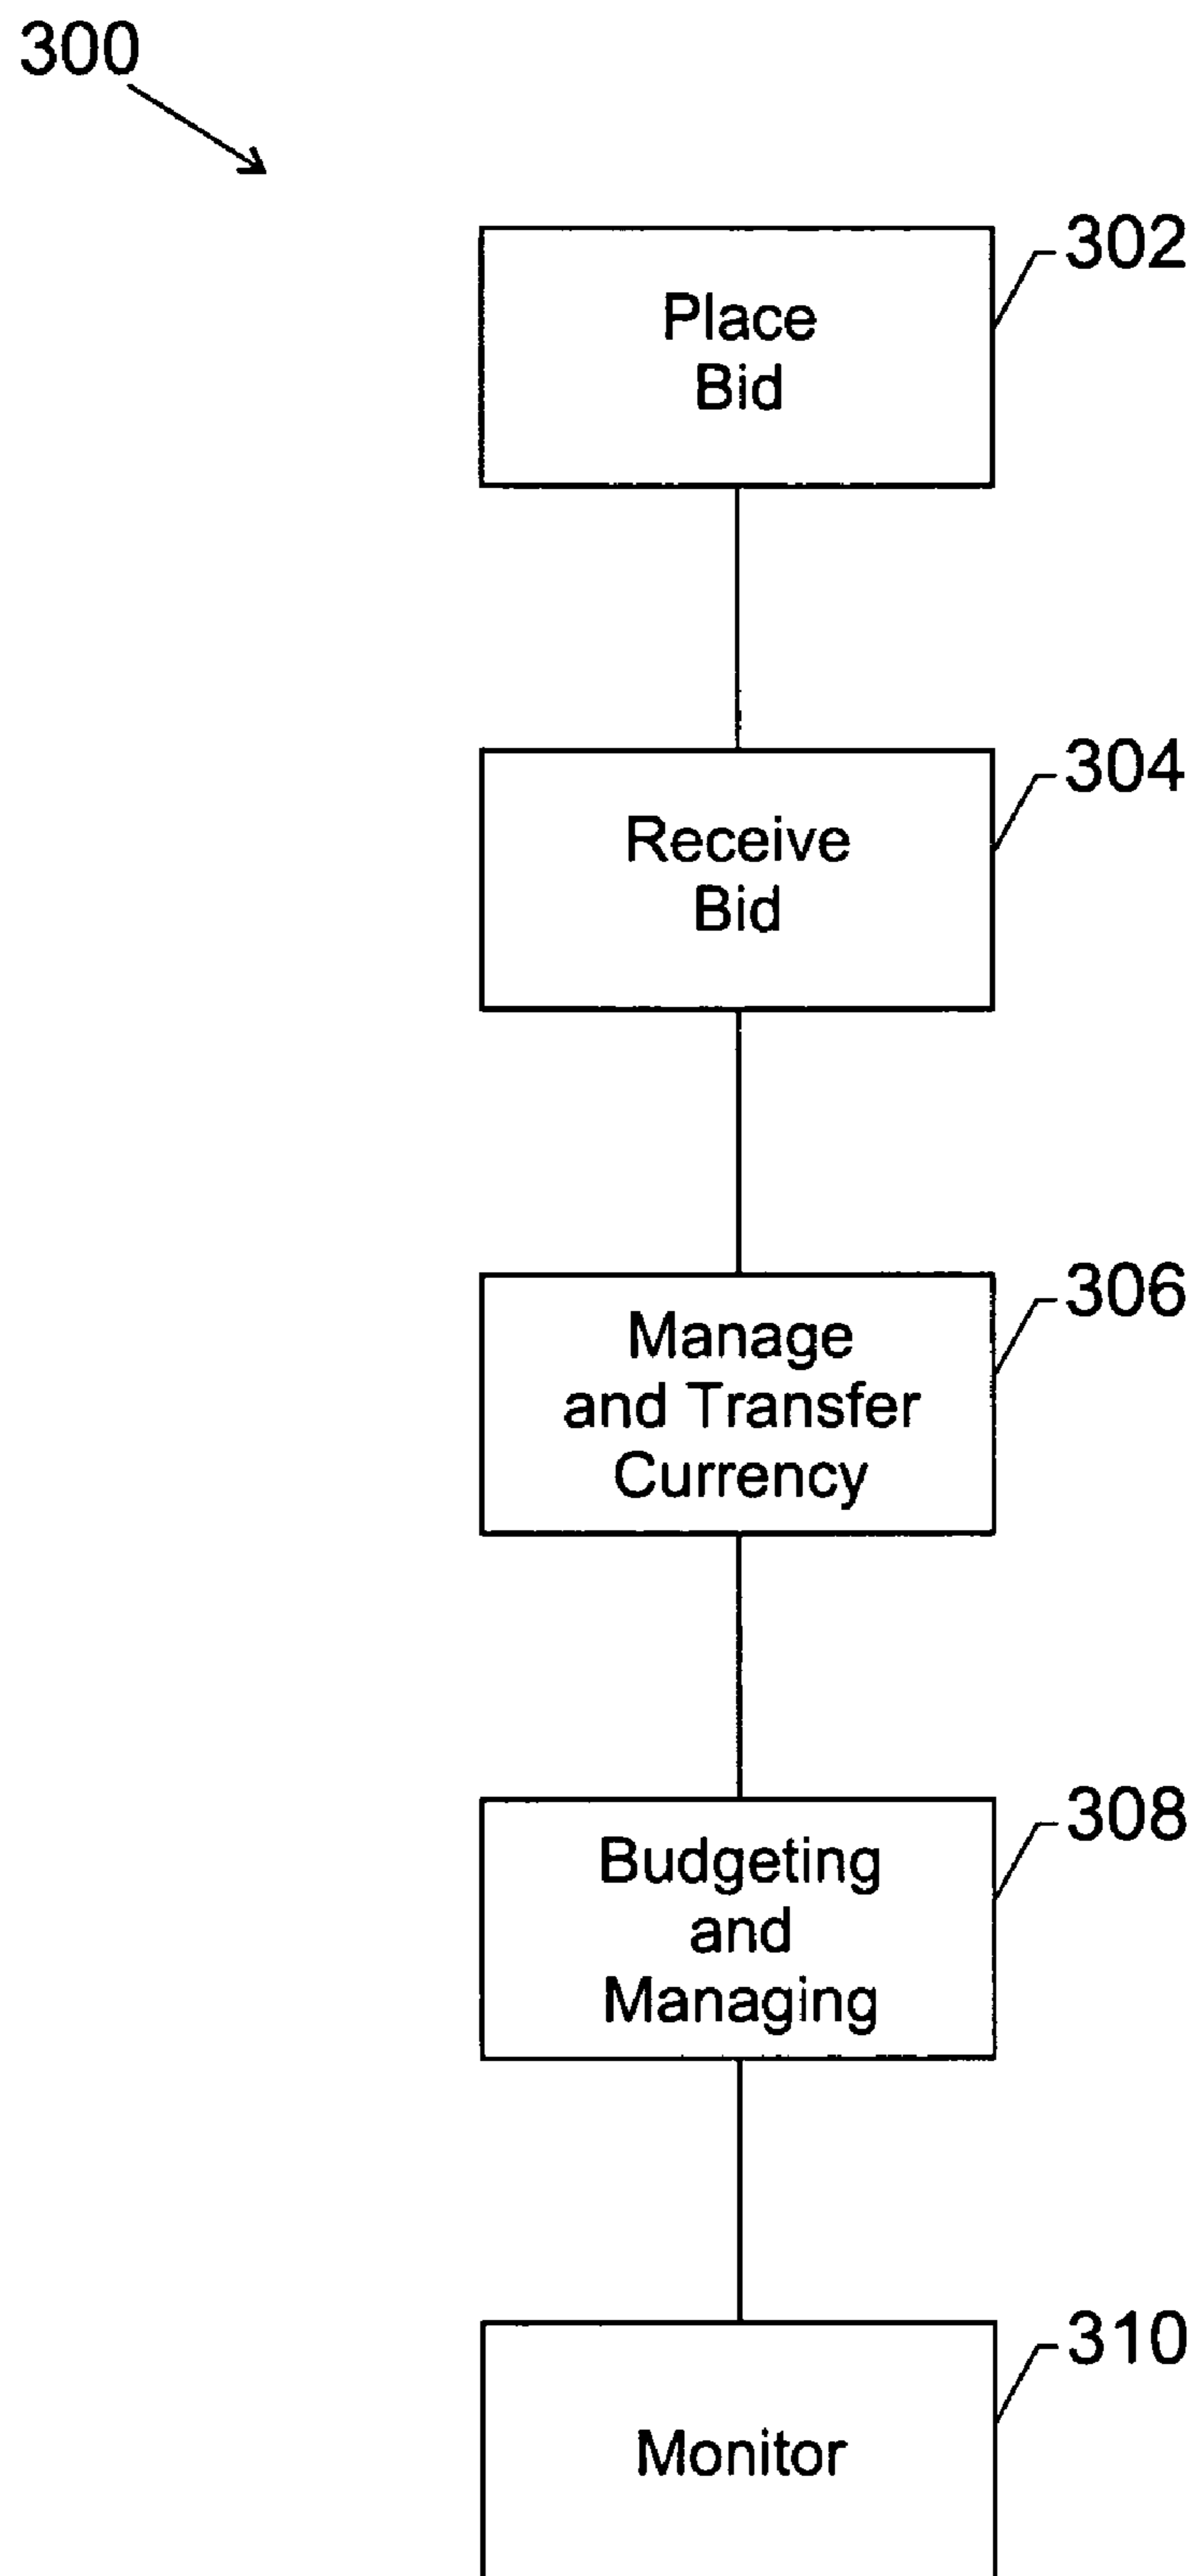 300
302
Place
Bid
304
Receive
Bid
306
Manage
and Transfer
Currency
308
Budgeting
and
Managing
310
Monitor